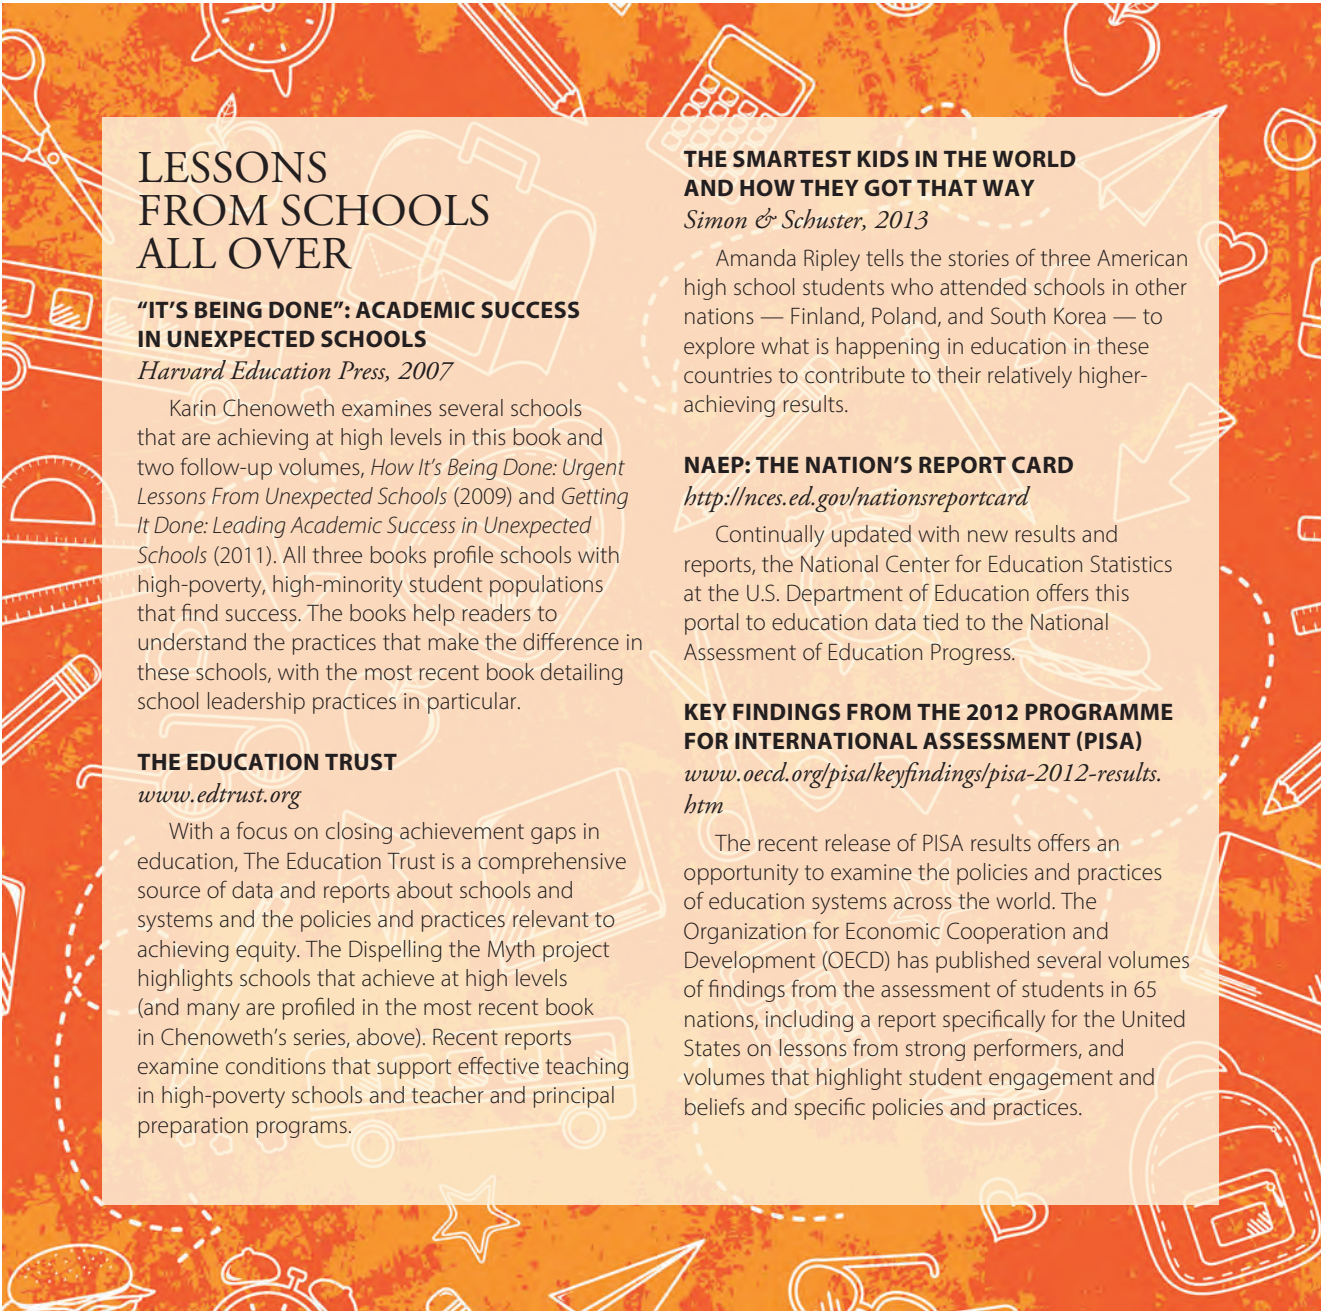 LESSONS
FROM SCHOOLS
ALL OVER
“IT’S BEING DONE”: ACADEMIC SUCCESS
IN UNEXPECTED SCHOOLS
Harvard Education Press, 2007
Karin Chenoweth examines several schools
that are achieving at high levels in this book and
two follow-up volumes, How It’s Being Done: Urgent
Lessons From Unexpected Schools (2009) and Getting
It Done: Leading Academic Success in Unexpected
Schools (2011). All three books profile schools with
high-poverty, high-minority student populations
that find success. The books help readers to
understand the practices that make the difference in
these schools, with the most recent book detailing
school leadership practices in particular.
THE EDUCATION TRUST
www.edtrust.org
With a focus on closing achievement gaps in
education, The Education Trust is a comprehensive
source of data and reports about schools and
systems and the policies and practices relevant to
achieving equity. The Dispelling the Myth project
highlights schools that achieve at high levels
(and many are profiled in the most recent book
in Chenoweth’s series, above). Recent reports
examine conditions that support effective teaching
in high-poverty schools and teacher and principal
preparation programs.
THE SMARTEST KIDS IN THE WORLD
AND HOW THEY GOT THAT WAY
Simon & Schuster, 2013
Amanda Ripley tells the stories of three American
high school students who attended schools in other
nations — Finland, Poland, and South Korea — to
explore what is happening in education in these
countries to contribute to their relatively higher-
achieving results.
NAEP: THE NATION’S REPORT CARD
http://nces.ed.gov/nationsreportcard
Continually updated with new results and
reports, the National Center for Education Statistics
at the U.S. Department of Education offers this
portal to education data tied to the National
Assessment of Education Progress.
KEY FINDINGS FROM THE 2012 PROGRAMME
FOR INTERNATIONAL ASSESSMENT (PISA)
www.oecd.org/pisa/keyfindings/pisa-2012-results.
htm
The recent release of PISA results offers an
opportunity to examine the policies and practices
of education systems across the world. The
Organization for Economic Cooperation and
Development (OECD) has published several volumes
of findings from the assessment of students in 65
nations, including a report specifically for the United
States on lessons from strong performers, and
volumes that highlight student engagement and
beliefs and specific policies and practices.